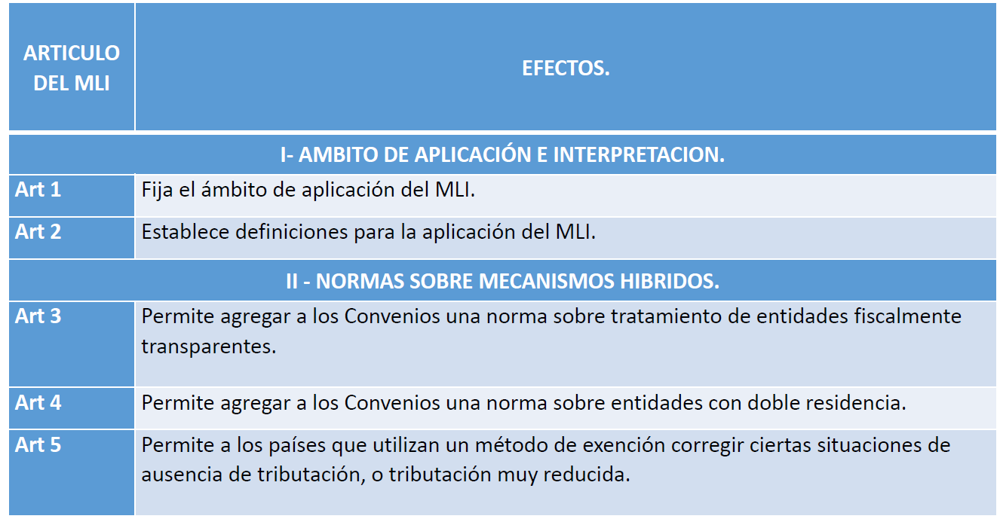 ARTICULO
DEL MLI
EFECTOS.
I- AMBITO DE APLICACIÓN E INTERPRETACION.
Art 1
Fija el ámbito de aplicación del MLI.
Art 2
Establece definiciones para la aplicación del MLI.
II - NORMAS SOBRE MECANISMOS HIBRIDOS.
Art 3
Permite agregar a los Convenios una norma sobre tratamiento de entidades fiscalmente
transparentes.
Art 4
Permite agregar a los Convenios una norma sobre entidades con doble residencia.
Art 5
Permite a los países que utilizan un método de exención corregir ciertas situaciones de
ausencia de tributación, o tributación muy reducida.